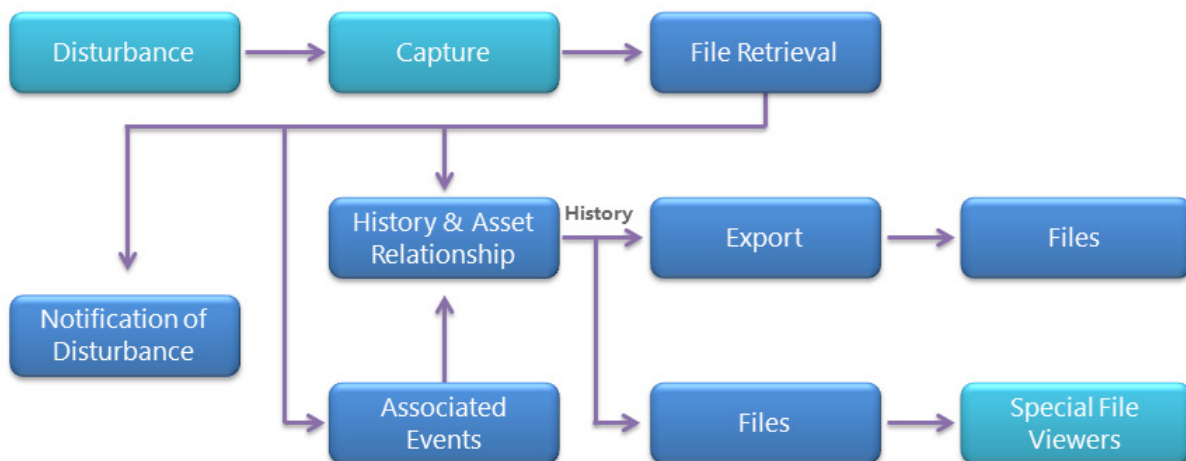 Disturbance
Capture
File Retrieval
History & Asset
Relationship
History
Export
Files
Notification of
Disturbance
Associated
Events
Files
Special File
Viewers